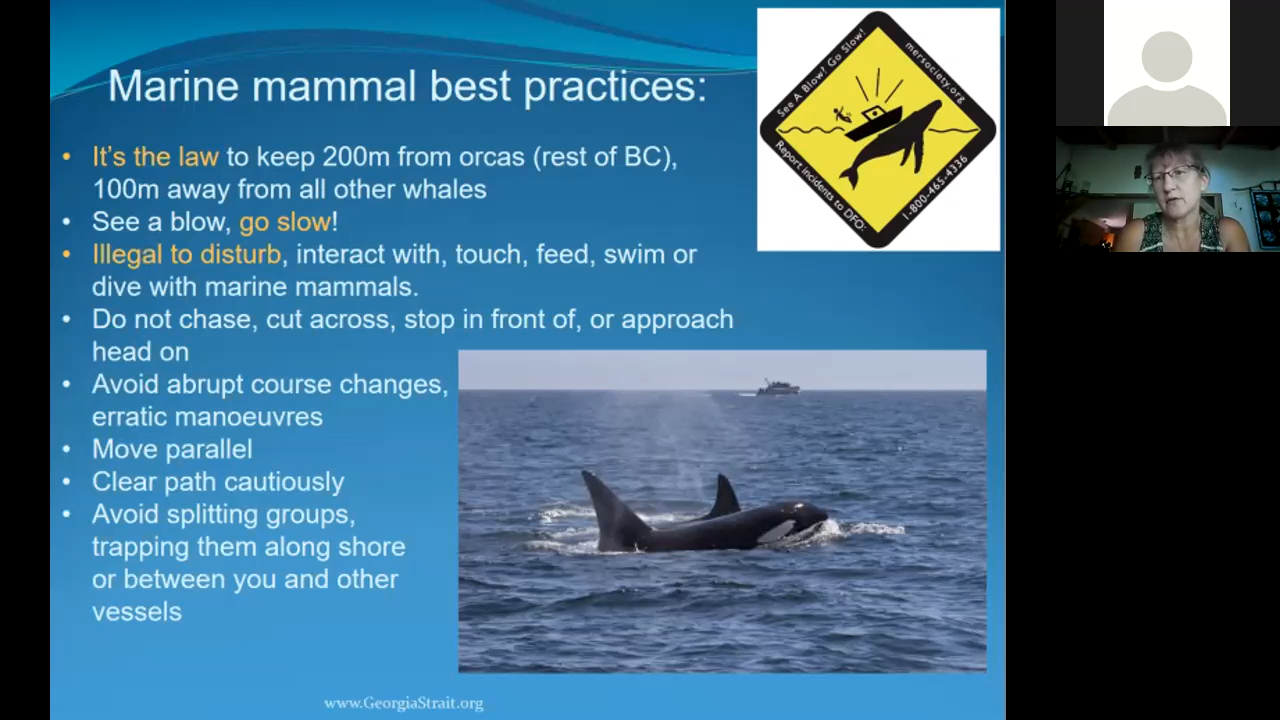 Marine mammal best practices:
• It's the law to keep 200m from orcas (rest of BC),
100m away from all other whales
• See a blow, go slow!
• Illegal to disturb, interact with, touch, feed, swim or
dive with marine mammals.
• Do not chase, cut across, stop in front of, or approach
head on
• Avoid abrupt course changes,
erratic manoeuvres
• Move parallel
• Clear path cautiously
• Avoid splitting groups,
trapping them along shore
or between you and other
vessels
See A Blow? Go Slow!
mersociety.org
Report incidents to DFO:
1-800-465-4336
www.GeorgiaStrait.org